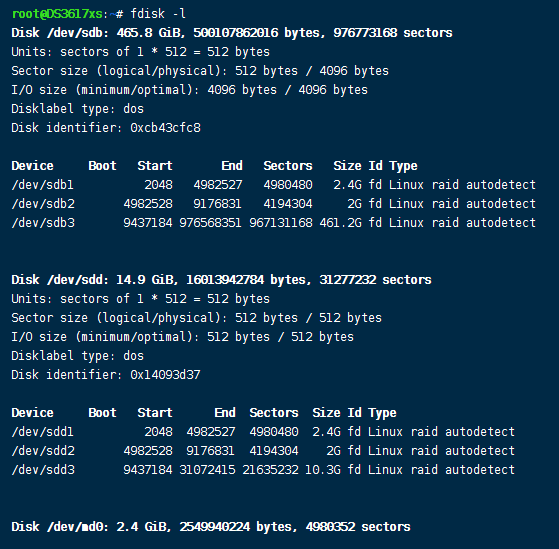 root@DS3617xs:~# fdisk -l
Disk /dev/sdb: 465.8 GiB, 500107862016 bytes, 976773168 sectors
Units: sectors of 1 * 512 = 512 bytes
Sector size (logical/physical): 512 bytes / 4096 bytes
I/O size (minimum/optimal): 4096 bytes / 4096 bytes
Disklabel type: dos
Disk identifier: 0xcb43cfc8
Device Boot Start End Sectors Size Id Type
/dev/sdb1 2048 4982527 4980480 2.4G fd Linux raid autodetect
/dev/sdb2 4982528 9176831 4194304 2G fd Linux raid autodetect
/dev/sdb3 9437184 976568351 967131168 461.2G fd Linux raid autodetect
Disk /dev/sdd: 14.9 GiB, 16013942784 bytes, 31277232 sectors
Units: sectors of 1 * 512 = 512 bytes
Sector size (logical/physical): 512 bytes / 512 bytes
I/O size (minimum/optimal): 512 bytes / 512 bytes
Disklabel type: dos
Disk identifier: 0x14093d37
Device Boot Start End Sectors Size Id Type
/dev/sdd1 2048 4982527 4980480 2.4G fd Linux raid autodetect
/dev/sdd2 4982528 9176831 4194304 2G fd Linux raid autodetect
/dev/sdd3 9437184 31072415 21635232 10.3G fd Linux raid autodetect
Disk /dev/md0: 2.4 GiB, 2549940224 bytes, 4980352 sectors